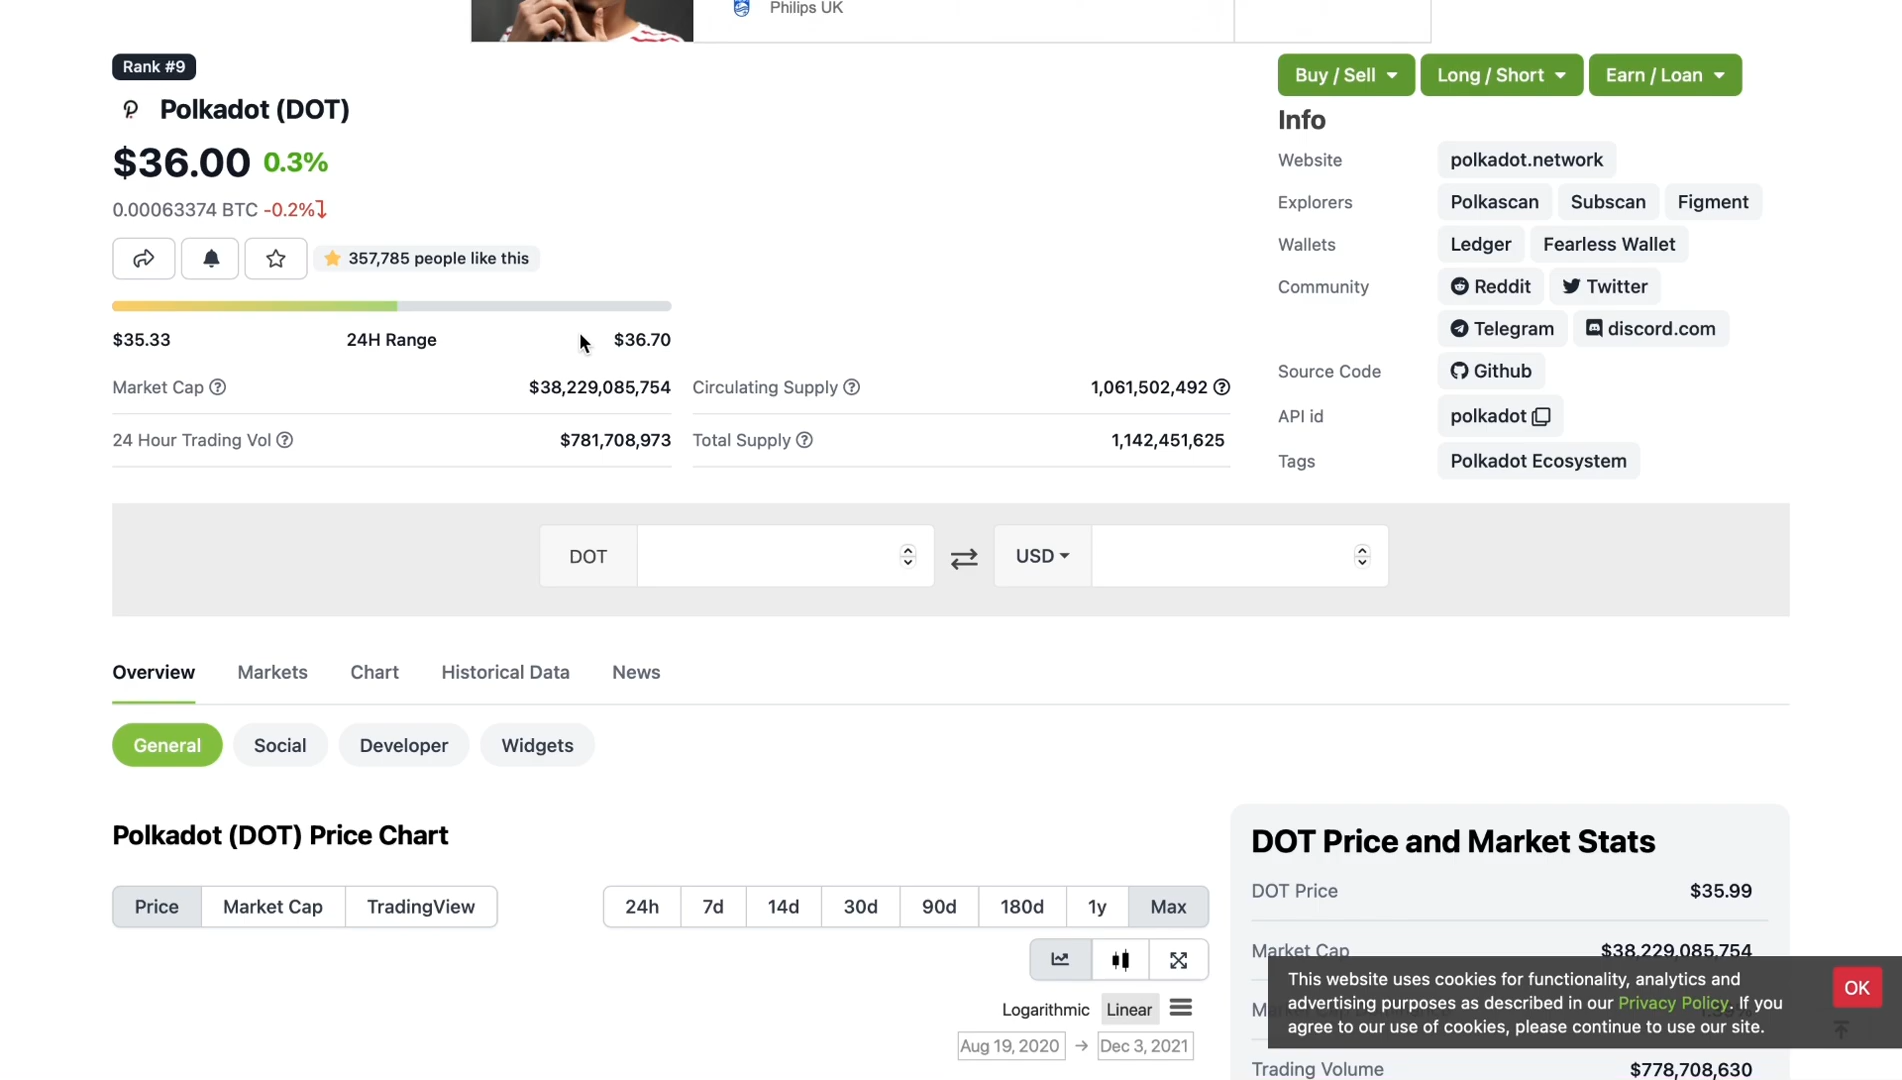 Philips UK
Rank #9
Polkadot (DOT)
$36.00 0.3%
0.00063374 BTC -0.2%
357,785 people like this
$35.33 24H Range $36.70
Market Cap $38,229,085,754 Circulating Supply 1,061,502,492
24 Hour Trading Vol $781,708,973 Total Supply 1,142,451,625
Buy / Sell Long / Short Earn / Loan
Info
Website polkadot.network
Explorers Polkascan Subscan Figment
Wallets Ledger Fearless Wallet
Community Reddit Twitter
Telegram discord.com
Source Code Github
API id polkadot
Tags Polkadot Ecosystem
DOT USD
Overview Markets Chart Historical Data News
General Social Developer Widgets
Polkadot (DOT) Price Chart
Price Market Cap TradingView 24h 7d 14d 30d 90d 180d 1y Max
Logarithmic Linear
Aug 19, 2020 → Dec 3, 2021
DOT Price and Market Stats
DOT Price $35.99
Market Cap $38,229,085,754
This website uses cookies for functionality, analytics and
advertising purposes as described in our Privacy Policy. If you
agree to our use of cookies, please continue to use our site.
OK
Trading Volume $778,708,630